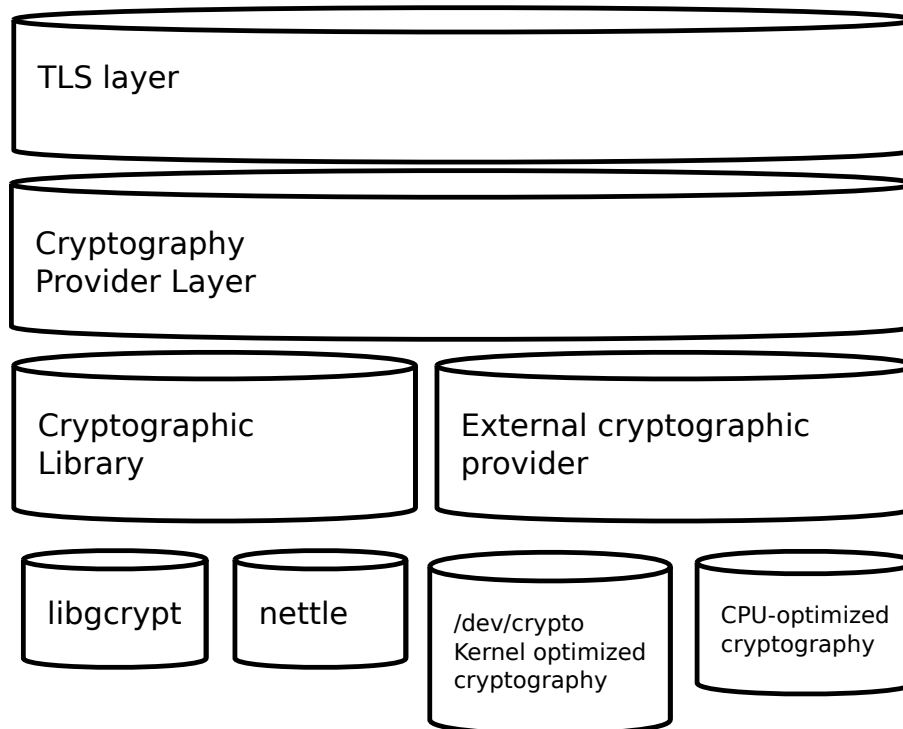 TLS layer
Cryptography
Provider Layer
Cryptographic
Library
External cryptographic
provider
libgcrypt
nettle
/dev/crypto
Kernel optimized
cryptography
CPU-optimized
cryptography